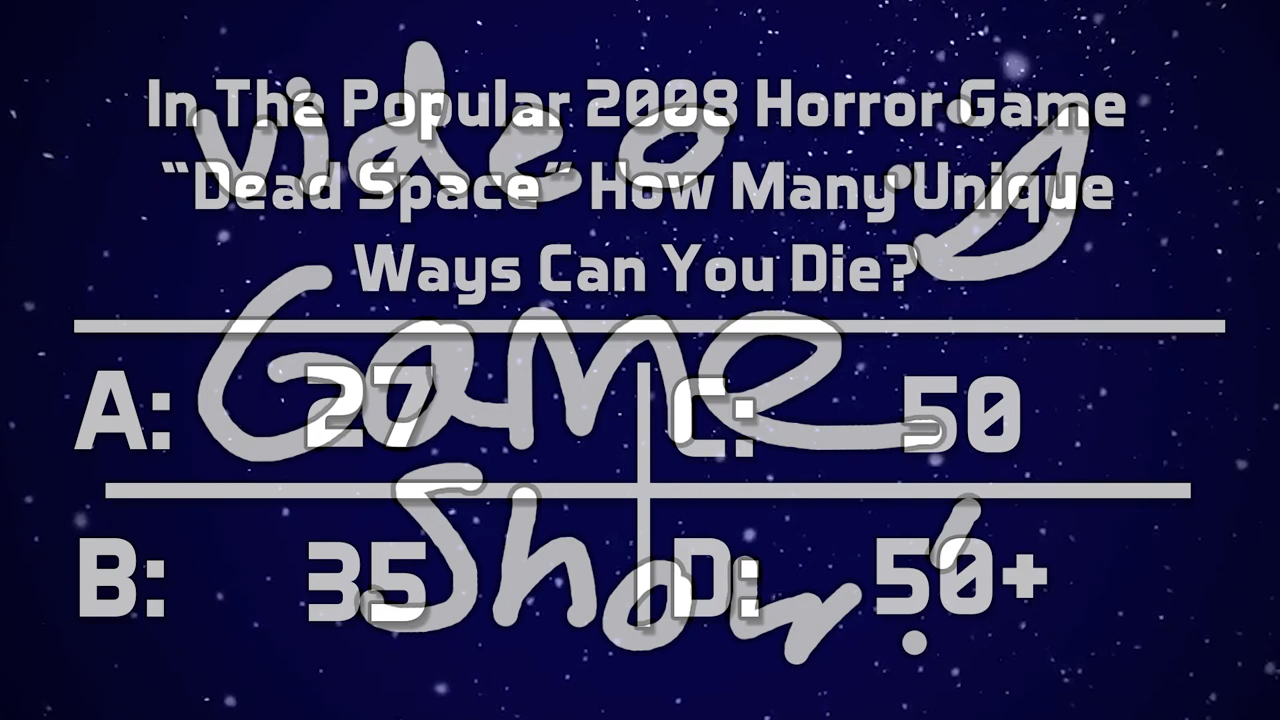 In The Popular 2008 Horror Game
“Dead Space” How Many Unique
Ways Can You Die?
A: 27
C: 50
B: 35
D: 50+
Video
Game
Show!